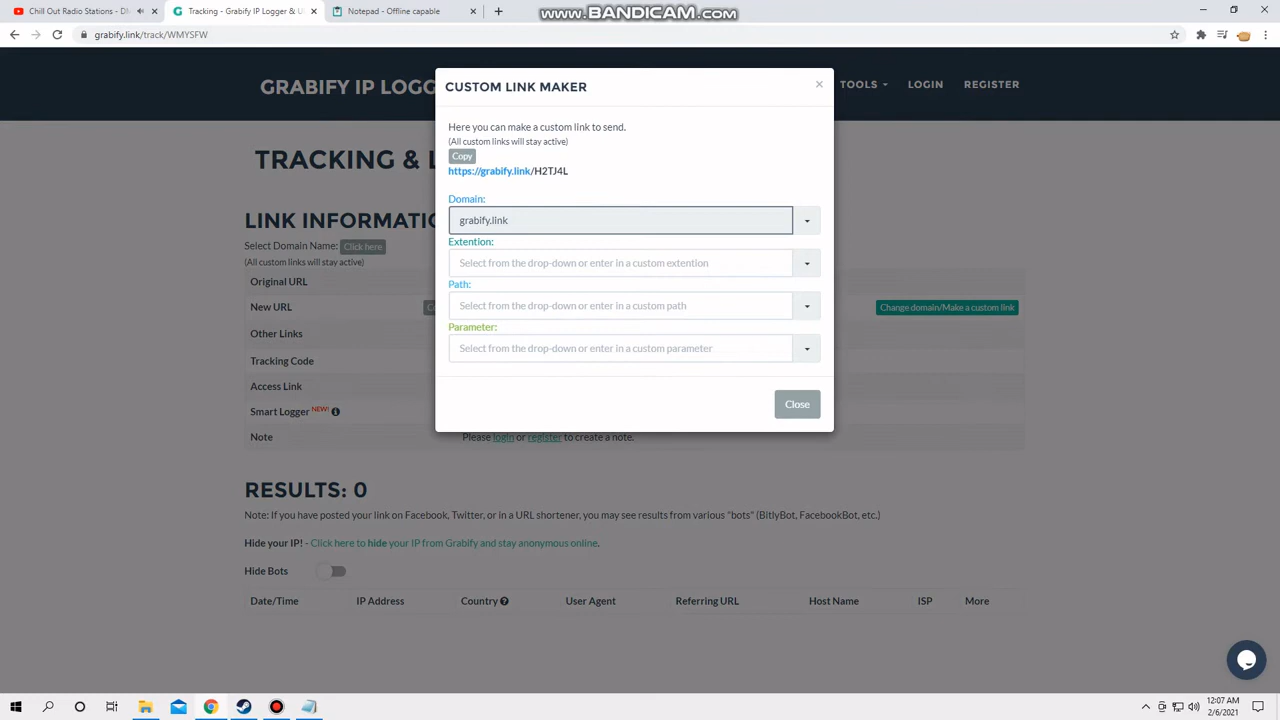 Chill Out Radio Stations - D
Tracking - Grabify IP Logger & U
Notepad - Offline capable
www.BANDICAM.com
grabify.link/track/WMYSFW
GRABIFY IP LOGG
TOOLS
LOGIN
REGISTER
CUSTOM LINK MAKER
×
Here you can make a custom link to send.
(All custom links will stay active)
Copy
https://grabify.link/H2TJ4L
Domain:
grabify.link
Extention:
Select from the drop-down or enter in a custom extention
Path:
Select from the drop-down or enter in a custom path
Parameter:
Select from the drop-down or enter in a custom parameter
Close
TRACKING & L
LINK INFORMATIO
Select Domain Name: Click here
(All custom links will stay active)
Original URL
New URL
Co
Change domain/Make a custom link
Other Links
Tracking Code
Access Link
Smart Logger NEW!
Note
Please login or register to create a note.
RESULTS: 0
Note: If you have posted your link on Facebook, Twitter, or in a URL shortener, you may see results from various "bots" (BitlyBot, FacebookBot, etc.)
Hide your IP! - Click here to hide your IP from Grabify and stay anonymous online.
Hide Bots
Date/Time IP Address Country User Agent Referring URL Host Name ISP More
12:07 AM
2/6/2021